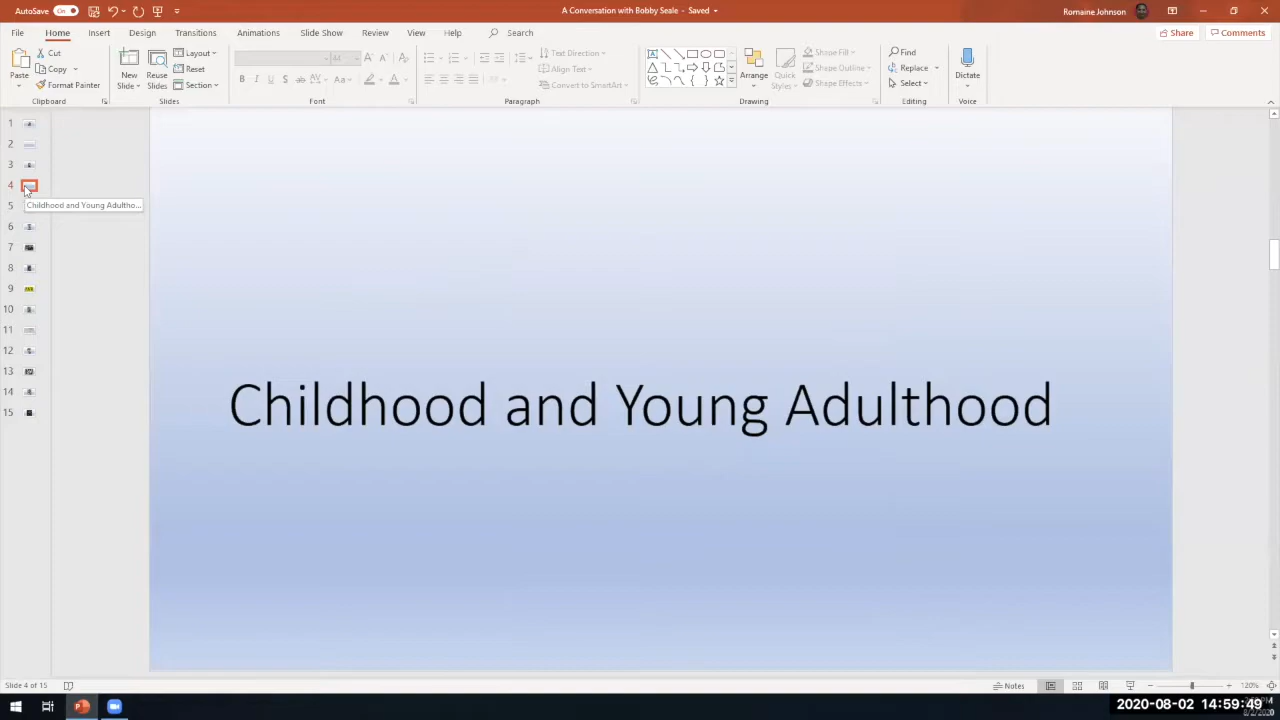 AutoSave On A Conversation with Bobby Seale - Saved Romaine Johnson
File Home Insert Design Transitions Animations Slide Show Review View Help Search Share Comments
Paste Cut Copy Format Painter Clipboard
New Slide Reuse Slides Layout Reset Section Slides
44 B I U S ab AV Aa A A A Font
Text Direction Align Text Convert to SmartArt Paragraph
Arrange Quick Styles Shape Fill Shape Outline Shape Effects Drawing
Find Replace Select Editing
Dictate Voice
1
2
3
4
Childhood and Young Adultho...
5
6
7
8
9
10
11
12
13
14
15
Childhood and Young Adulthood
Slide 4 of 15 Notes 120%
2020-08-02 14:59:49